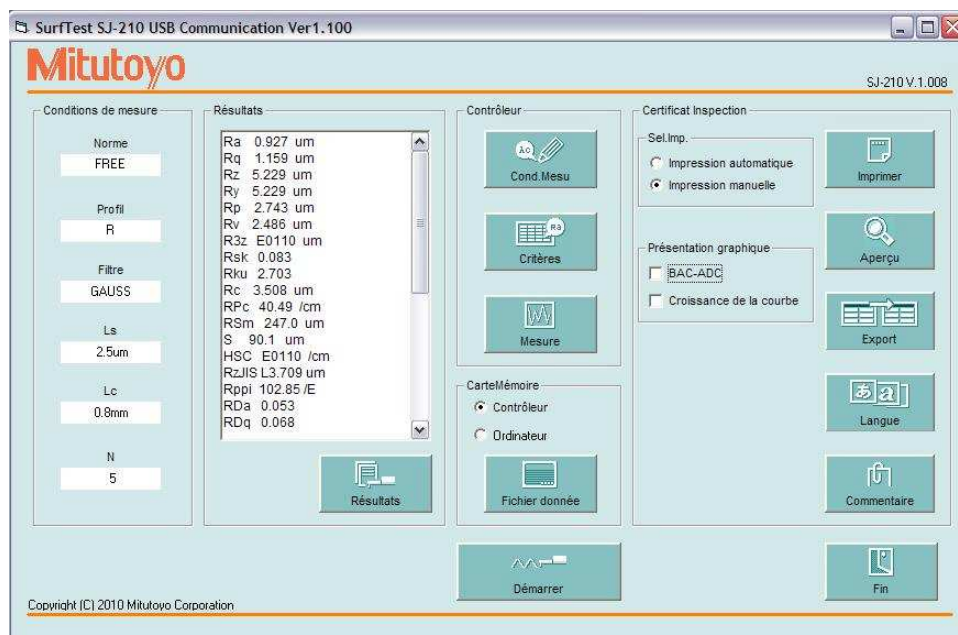 SurfTest SJ-210 USB Communication Ver1.100
Mitutoyo
SJ-210 V.1.008
Conditions de mesure
Norme
FREE
Profil
R
Filtre
GAUSS
Ls
2.5um
Lc
0.8mm
N
5
Résultats
Ra 0.927 um
Rq 1.159 um
Rz 5.229 um
Ry 5.229 um
Rp 2.743 um
Rv 2.486 um
R3z E0110 um
Rsk 0.083
Rku 2.703
Rc 3.508 um
RPc 40.49 /cm
RSm 247.0 um
S 90.1 um
HSC E0110 /cm
RzJIS L3.709 um
Rppi 102.85 /E
RDa 0.053
RDq 0.068
Résultats
Contrôleur
Ac
Cond.Mesu
Ra
Critères
Mesure
CarteMémoire
Contrôleur
Ordinateur
Fichier donnée
Démarrer
Certificat Inspection
Sel.Imp.
Impression automatique
Impression manuelle
Présentation graphique
BAC-ADC
Croissance de la courbe
Imprimer
Aperçu
Export
あ a
Langue
Commentaire
Fin
Copyright (C) 2010 Mitutoyo Corporation